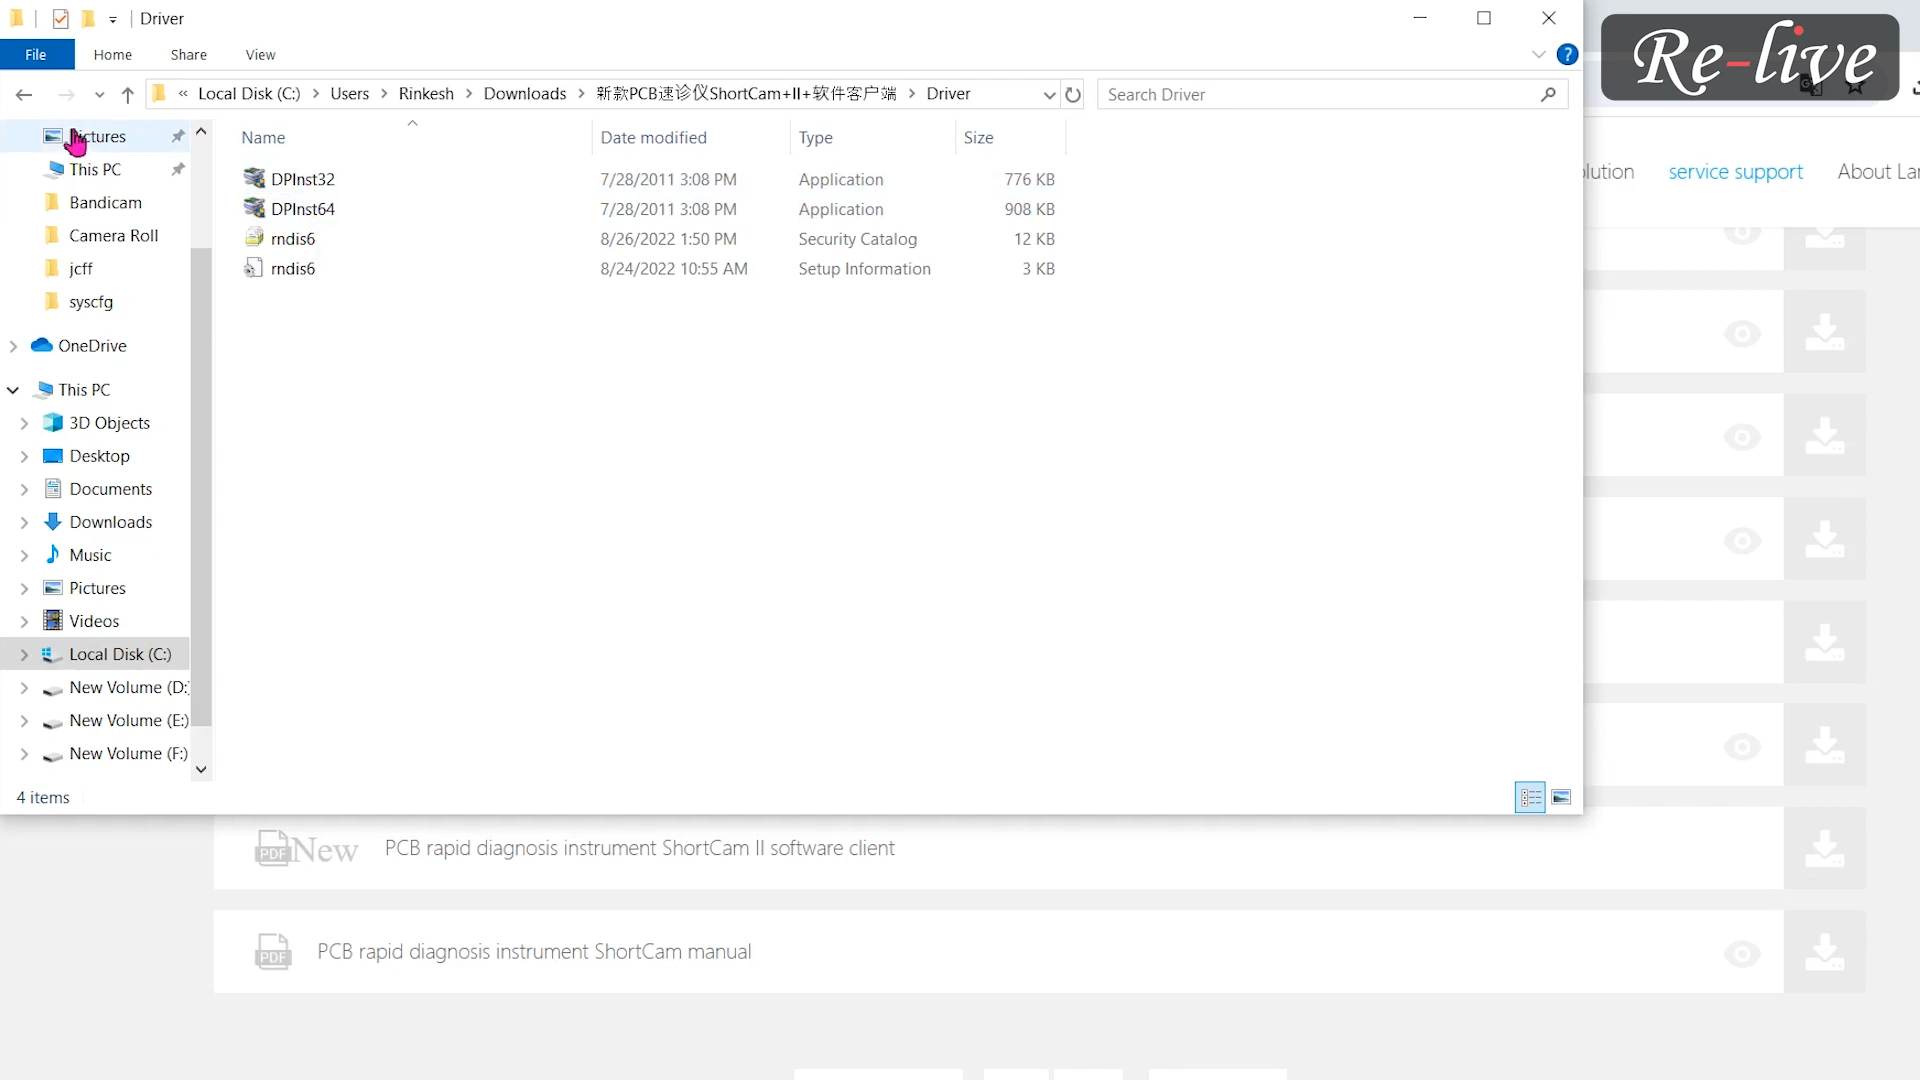 Driver
Re-live
File Home Share View
Local Disk (C:) Users Rinkesh Downloads 新款PCB速诊仪ShortCam+II+软件客户端 Driver
Search Driver
Name Date modified Type Size
DPInst32 7/28/2011 3:08 PM Application 776 KB
DPInst64 7/28/2011 3:08 PM Application 908 KB
rndis6 8/26/2022 1:50 PM Security Catalog 12 KB
rndis6 8/24/2022 10:55 AM Setup Information 3 KB
Pictures
This PC
Bandicam
Camera Roll
jcff
syscfg
OneDrive
This PC
3D Objects
Desktop
Documents
Downloads
Music
Pictures
Videos
Local Disk (C:)
New Volume (D:)
New Volume (E:)
New Volume (F:)
4 items
service support About
PDF New PCB rapid diagnosis instrument ShortCam II software client
PDF PCB rapid diagnosis instrument ShortCam manual